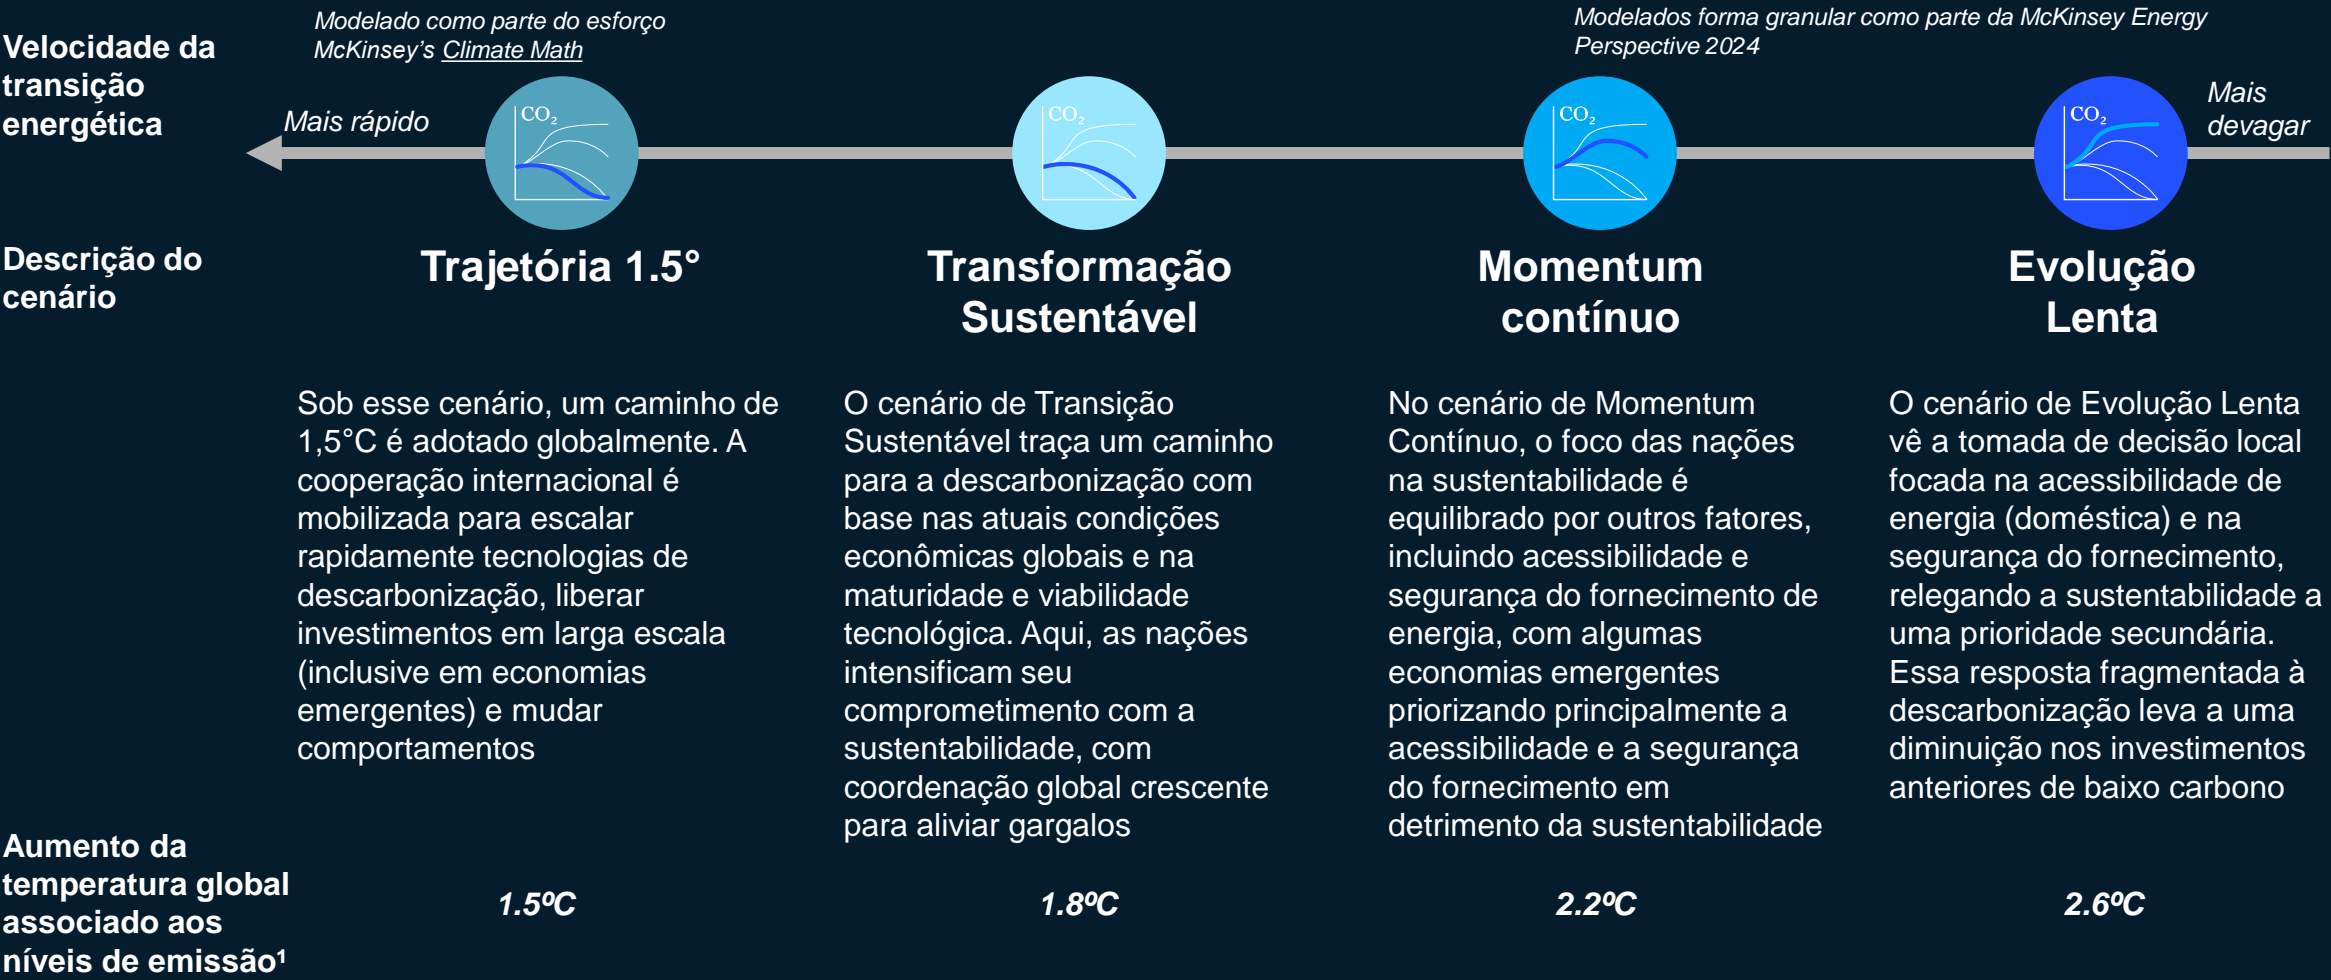 Modelado como parte do esforço
McKinsey's Climate Math
Modelados forma granular como parte da McKinsey Energy
Perspective 2024
Velocidade da
transição
energética
Mais rápido
CO₂
CO₂
CO₂
CO₂
Mais
devagar
Descrição do
cenário
Trajetória 1.5°
Transformação
Sustentável
Momentum
contínuo
Evolução
Lenta
Sob esse cenário, um caminho de
1,5°C é adotado globalmente. A
cooperação internacional é
mobilizada para escalar
rapidamente tecnologias de
descarbonização, liberar
investimentos em larga escala
(inclusive em economias
emergentes) e mudar
comportamentos
O cenário de Transição
Sustentável traça um caminho
para a descarbonização com
base nas atuais condições
econômicas globais e na
maturidade e viabilidade
tecnológica. Aqui, as nações
intensificam seu
comprometimento com a
sustentabilidade, com
coordenação global crescente
para aliviar gargalos
No cenário de Momentum
Contínuo, o foco das nações
na sustentabilidade é
equilibrado por outros fatores,
incluindo acessibilidade e
segurança do fornecimento de
energia, com algumas
economias emergentes
priorizando principalmente a
acessibilidade e a segurança
do fornecimento em
detrimento da sustentabilidade
O cenário de Evolução Lenta
vê a tomada de decisão local
focada na acessibilidade de
energia (doméstica) e na
segurança do fornecimento,
relegando a sustentabilidade a
uma prioridade secundária.
Essa resposta fragmentada à
descarbonização leva a uma
diminuição nos investimentos
anteriores de baixo carbono
Aumento da
temperatura global
associado aos
níveis de emissão¹
1.5ºC
1.8ºC
2.2ºC
2.6ºC